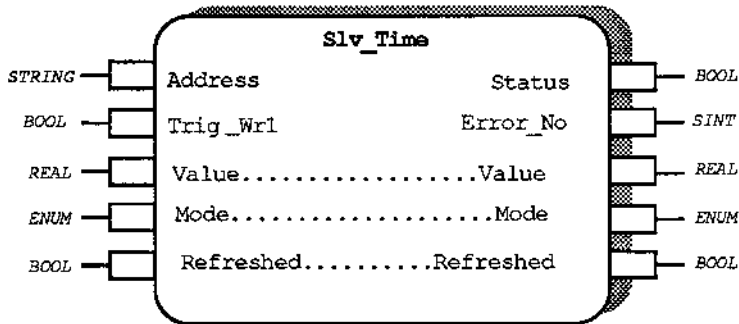 Slv_Time
STRING Address Status BOOL
BOOL Trig_Wrl Error_No SINT
REAL Value..................Value REAL
ENUM Mode......................Mode ENUM
BOOL Refreshed..........Refreshed BOOL